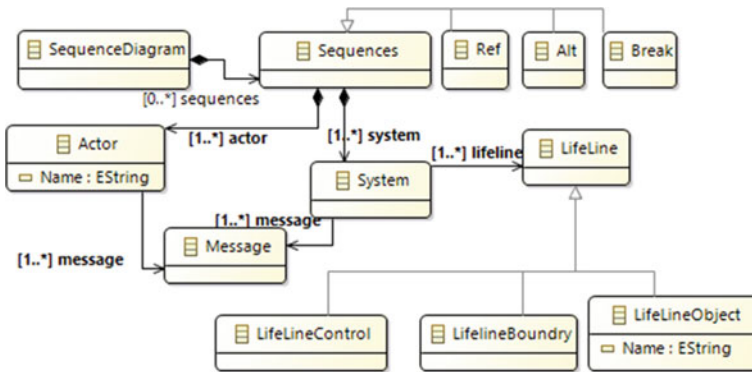 SequenceDiagram
Sequences
Ref
Alt
Break
[0..*] sequences
[1..*] actor
[1..*] system
Actor
Name : EString
[1..*] lifeline
LifeLine
System
[1..*] message
Message
[1..*] message
LifeLineControl
LifelineBoundry
LifeLineObject
Name : EString